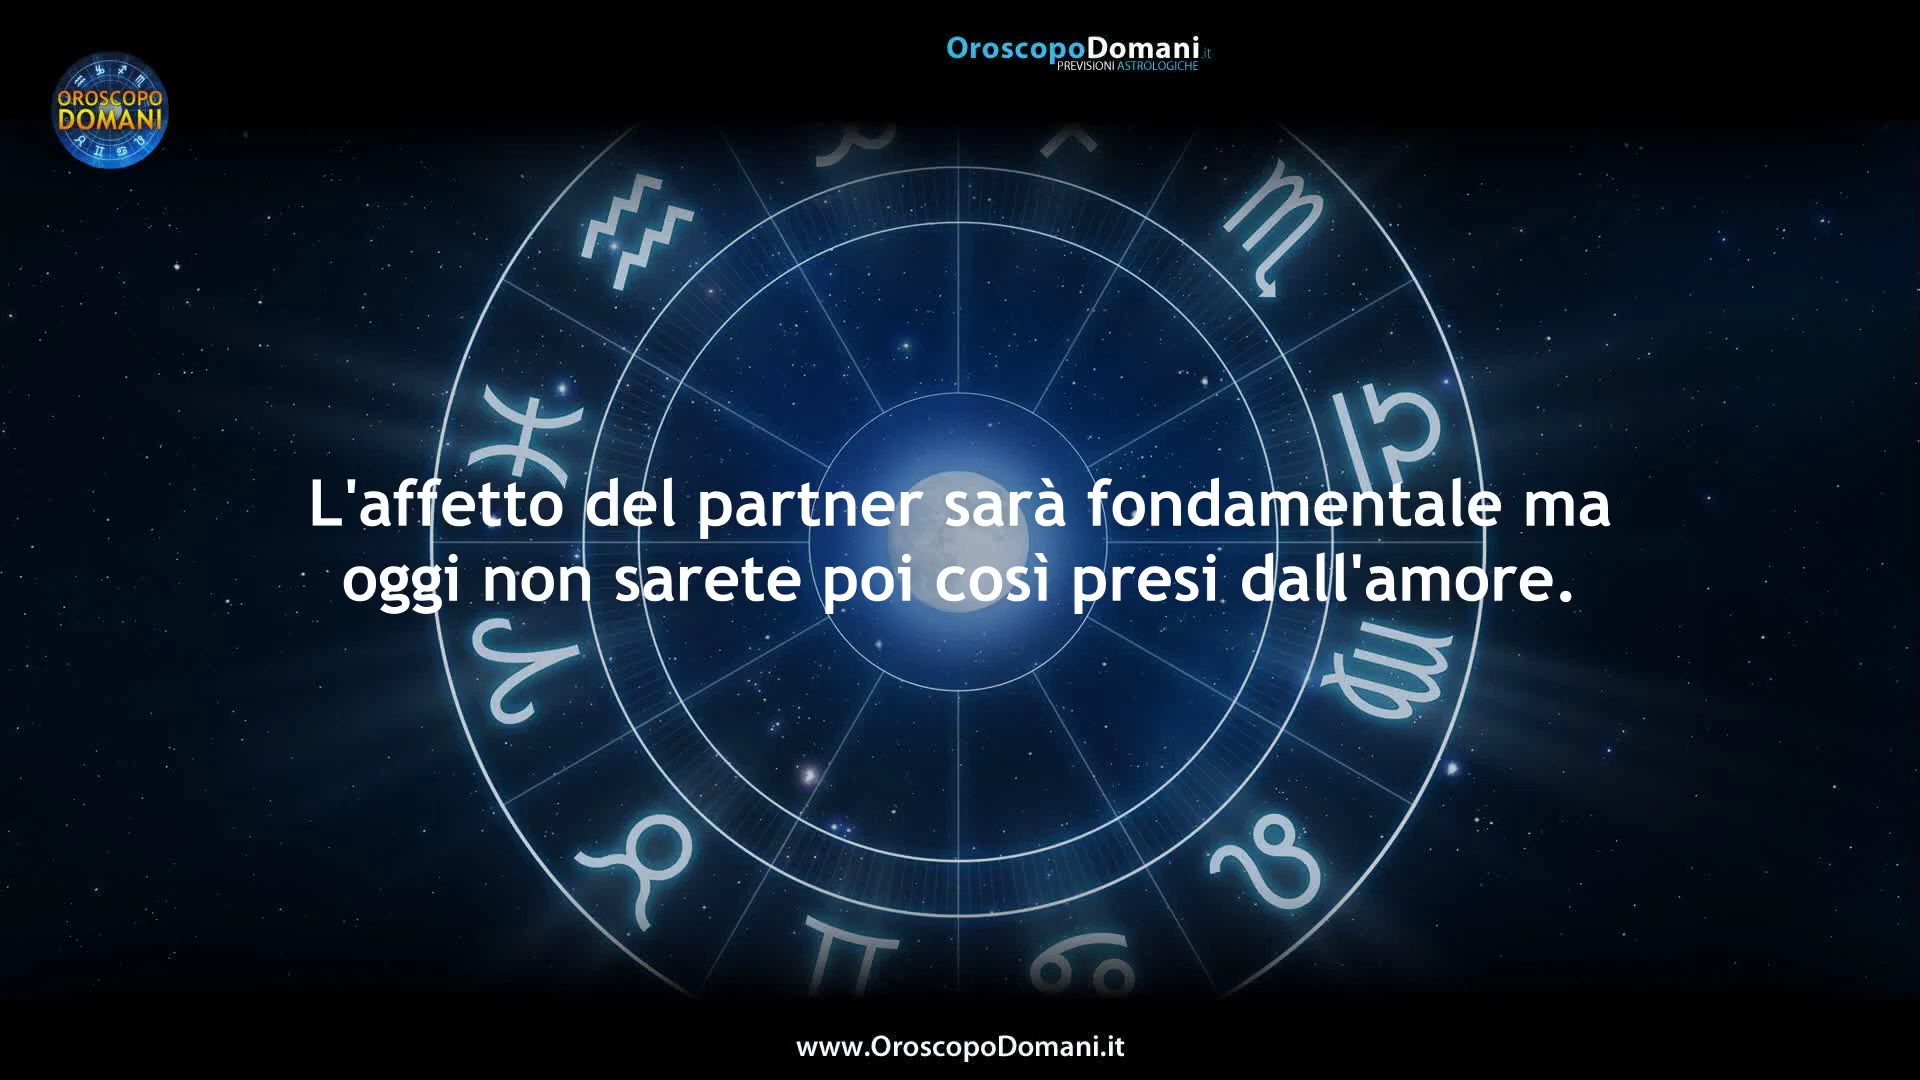 OroscopoDomani.it
PREVISIONI ASTROLOGICHE
OROSCOPO
DOMANI
L'affetto del partner sarà fondamentale ma
oggi non sarete poi così presi dall'amore.
www.OroscopoDomani.it